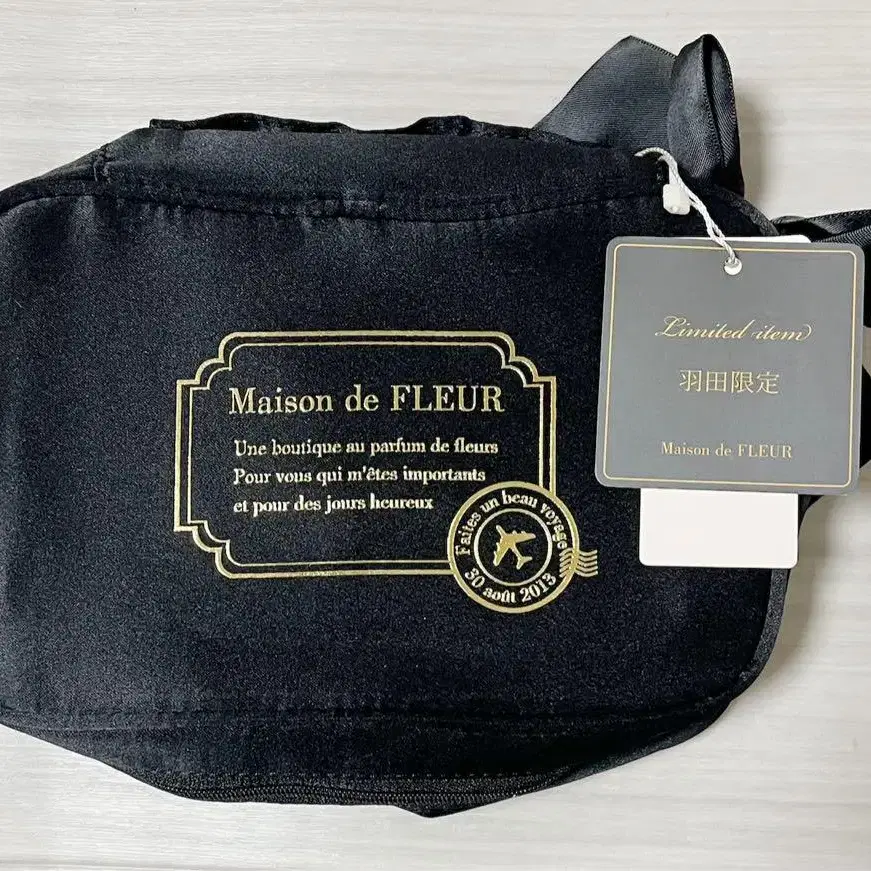 Maison de FLEUR
Une boutique au parfum de fleurs
Pour vous qui m'êtes importants
et pour des jours heureux
Faites un beau voyage
30 août 2013
Limited item
羽田限定
Maison de FLEUR